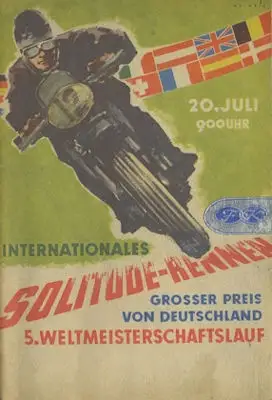 20. JULI
900 UHR
INTERNATIONALES
SOLITUDE-RENNEN
GROSSER PREIS
VON DEUTSCHLAND
5. WELTMEISTERSCHAFTSLAUF